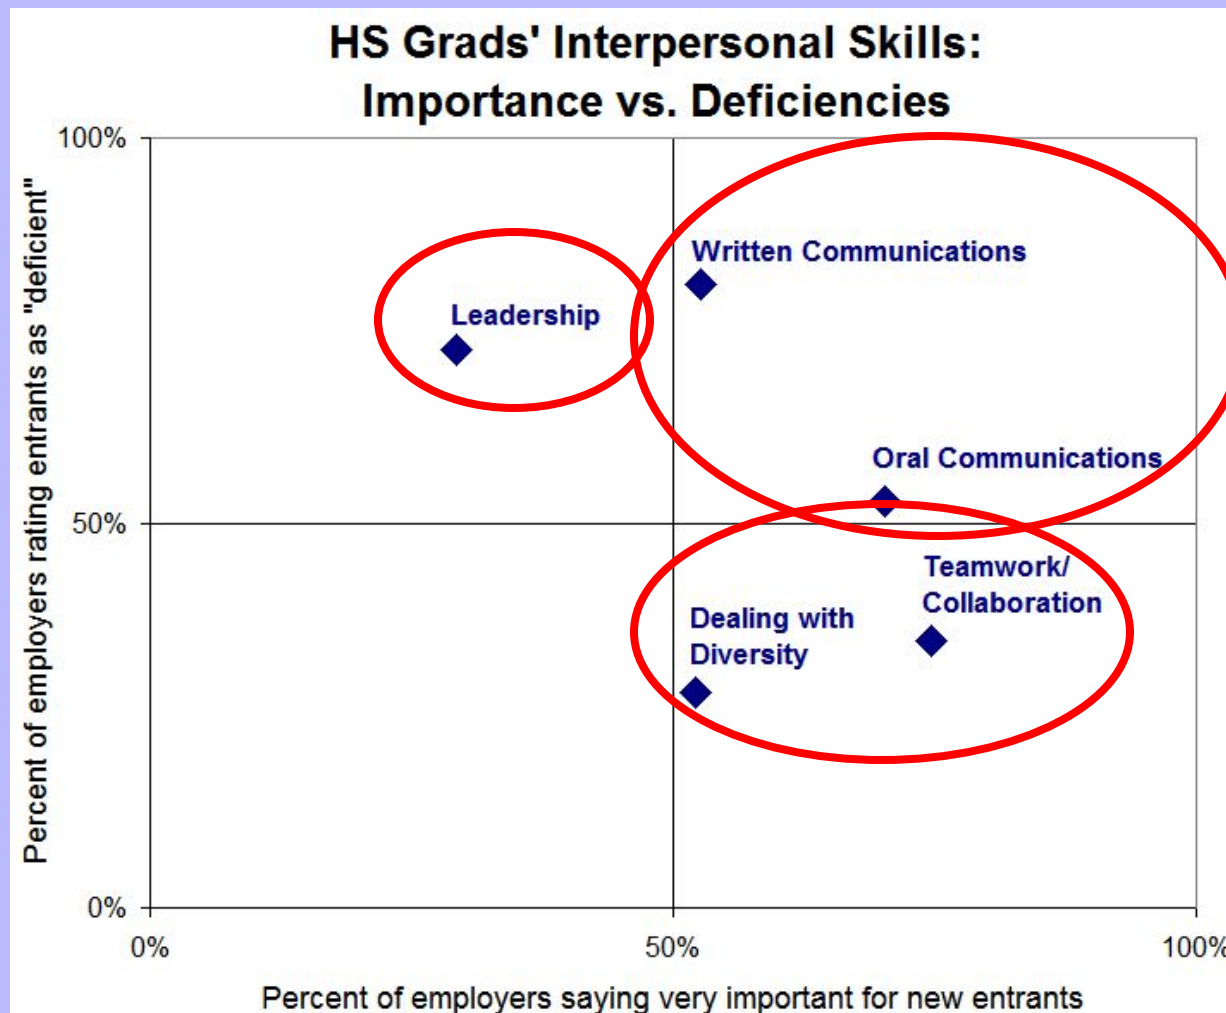 HS Grads' Interpersonal Skills:
Importance vs. Deficiencies
100%
Percent of employers rating entrants as "deficient"
Written Communications
Leadership
Oral Communications
50%
Teamwork/
Collaboration
Dealing with
Diversity
0%
0%
50%
100%
Percent of employers saying very important for new entrants